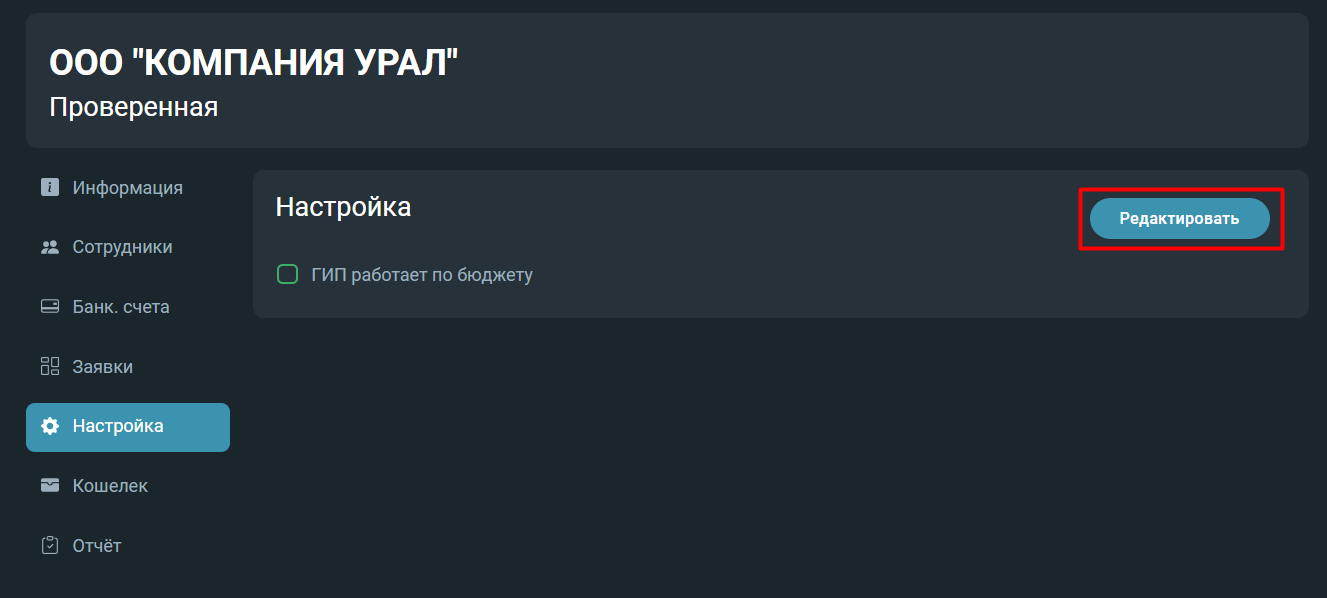 ООО "КОМПАНИЯ УРАЛ"
Проверенная
Информация
Сотрудники
Банк. счета
Заявки
Настройка
Кошелек
Отчёт
Настройка
Редактировать
ГИП работает по бюджету